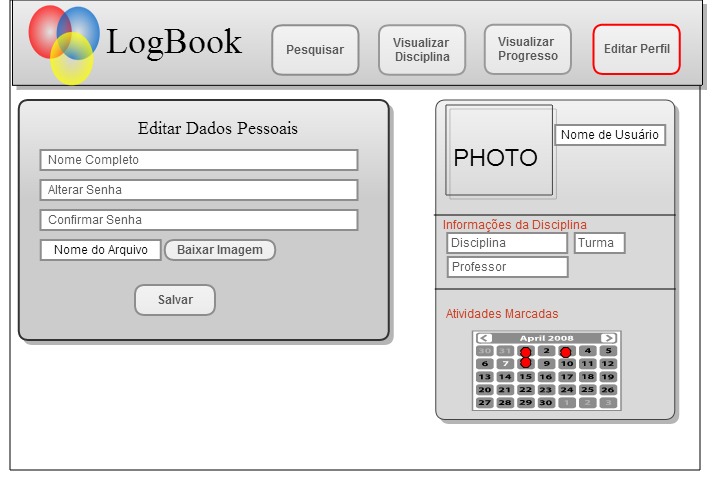 LogBook
Pesquisar
Visualizar
Disciplina
Visualizar
Progresso
Editar Perfil
Editar Dados Pessoais
Nome Completo
Alterar Senha
Confirmar Senha
Nome do Arquivo
Baixar Imagem
Salvar
PHOTO
Nome de Usuário
Informações da Disciplina
Disciplina
Turma
Professor
Atividades Marcadas
< April 2008 >
30 31 2 4 5
6 7 9 10 11 12
13 14 15 16 17 18 19
20 21 22 23 24 25 26
27 28 29 30 1 2 3